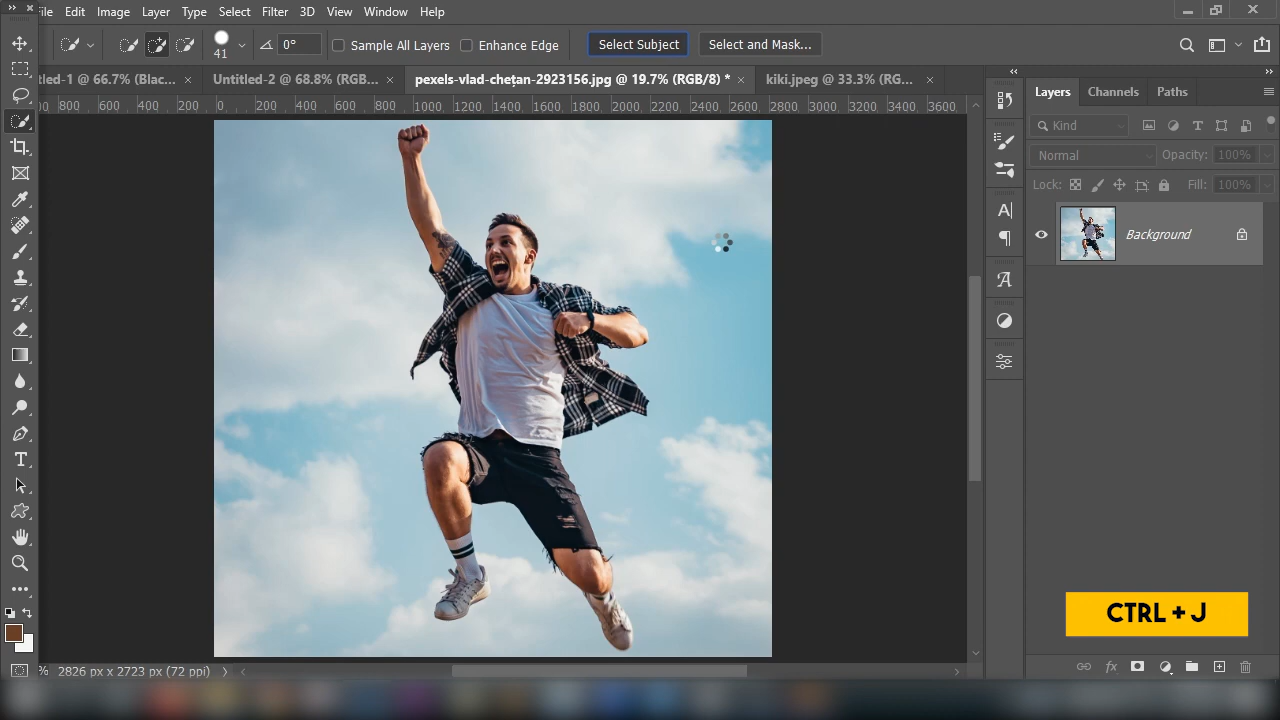 File Edit Image Layer Type Select Filter 3D View Window Help
41 0° Sample All Layers Enhance Edge Select Subject Select and Mask...
tled-1 @ 66.7% (Blac... × Untitled-2 @ 68.8% (RGB... × pexels-vlad-chețan-2923156.jpg @ 19.7% (RGB/8) * × kiki.jpeg @ 33.3% (RG... ×
00 800 600 400 200 0 200 400 600 800 1000 1200 1400 1600 1800 2000 2200 2400 2600 2800 3000 3200 3400 3600
Layers Channels Paths
Kind
Normal Opacity: 100%
Lock: Fill: 100%
Background
CTRL + J
% 2826 px x 2723 px (72 ppi)